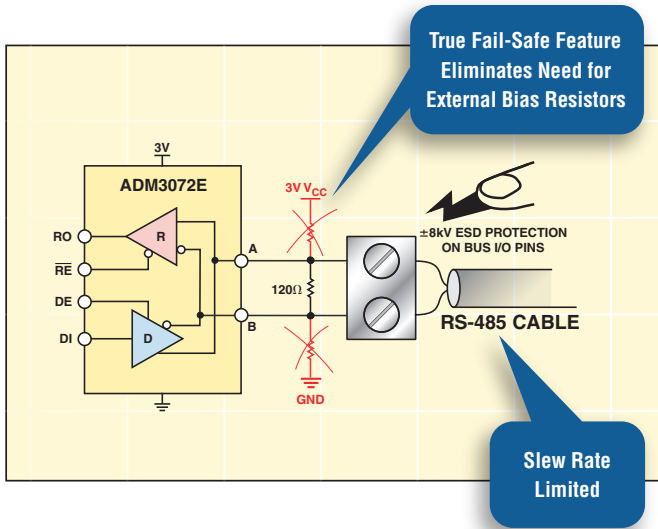 True Fail-Safe Feature
Eliminates Need for
External Bias Resistors
3V
ADM3072E
3V VCC
±8kV ESD PROTECTION
ON BUS I/O PINS
RO
R
A
RE
120Ω
DE
DI
D
B
RS-485 CABLE
GND
Slew Rate
Limited